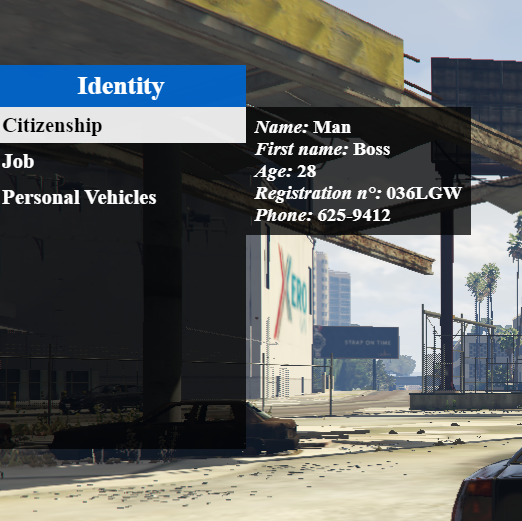 Identity
Citizenship
Job
Personal Vehicles
Name: Man
First name: Boss
Age: 28
Registration n°: 036LGW
Phone: 625-9412
XERO
STRAP ON TIME